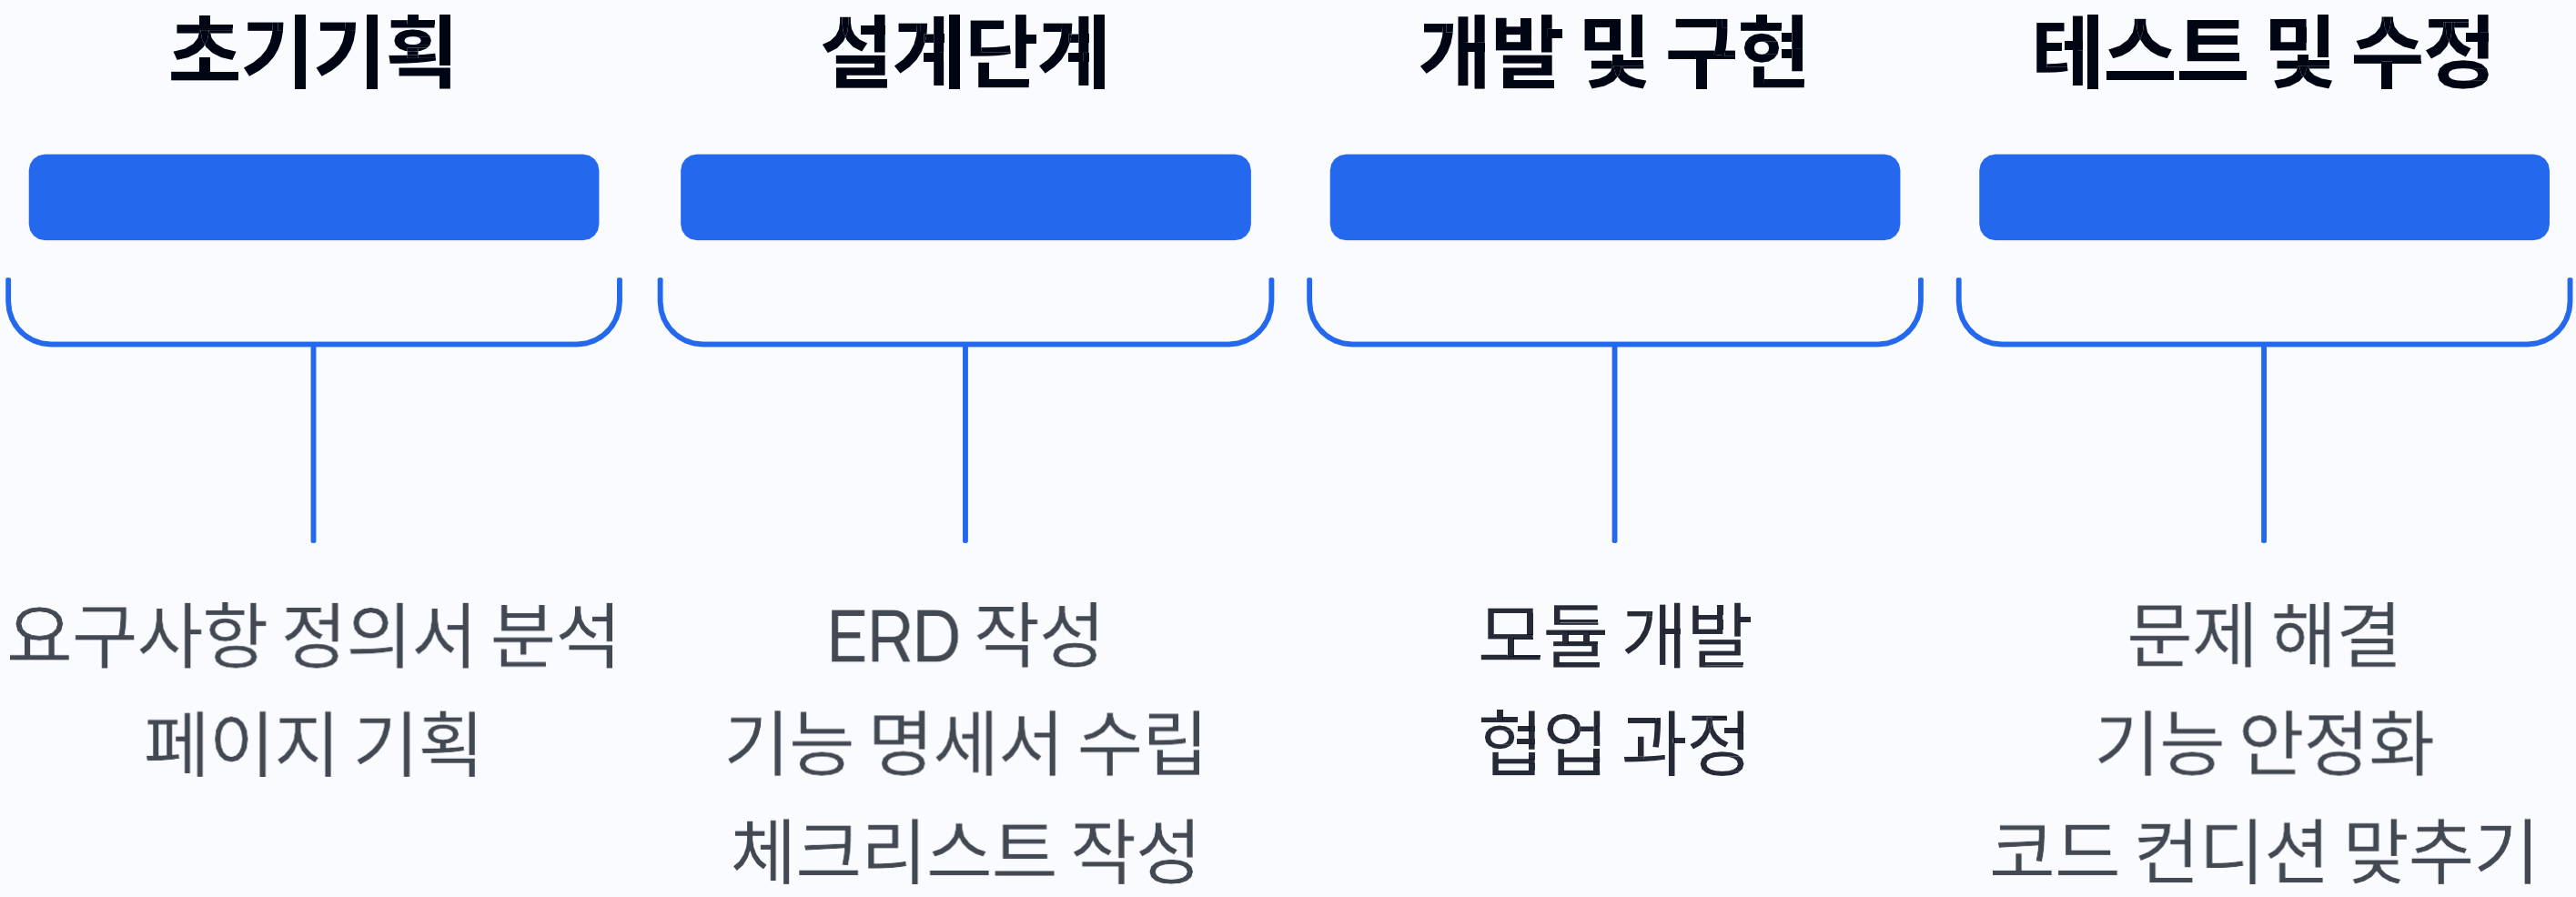 초기기획
설계단계
개발 및 구현
테스트 및 수정
요구사항 정의서 분석
페이지 기획
ERD 작성
기능 명세서 수립
체크리스트 작성
모듈 개발
협업 과정
문제 해결
기능 안정화
코드 컨디션 맞추기